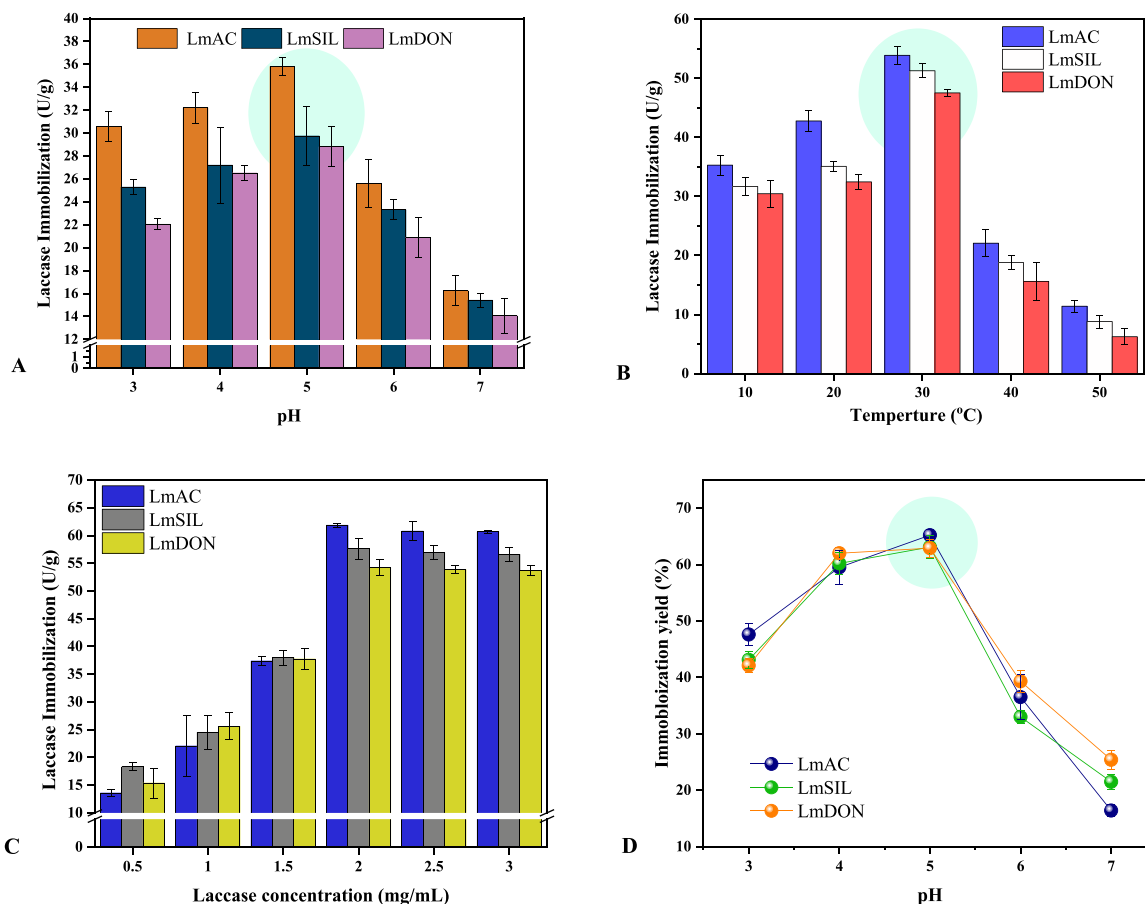 LmAC LmSIL LmDON
Laccase Immobilization (U/g)
40
38
36
34
32
30
28
26
24
22
20
18
16
14
12
1
1
0
3 4 5 6 7
pH
A
LmAC
LmSIL
LmDON
Laccase Immobilization (U/g)
60
50
40
30
20
10
0
10 20 30 40 50
Temperture (°C)
B
LmAC
LmSIL
LmDON
Laccase Immobilization (U/g)
70
65
60
55
50
45
40
35
30
25
20
15
10
0
0.5 1 1.5 2 2.5 3
Laccase concentration (mg/mL)
C
Immobloization yield (%)
70
60
50
40
30
20
10
LmAC
LmSIL
LmDON
3 4 5 6 7
pH
D